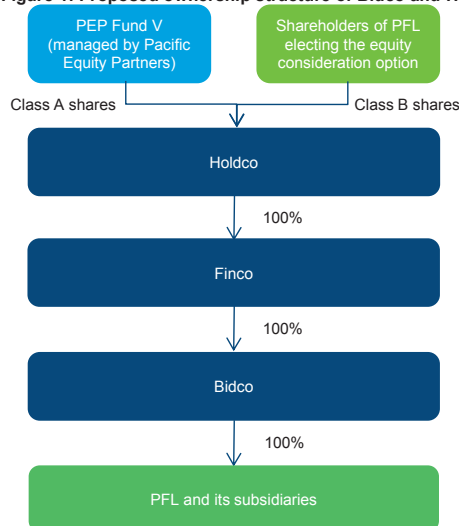 PEP Fund V
(managed by Pacific
Equity Partners)
Shareholders of PFL
electing the equity
consideration option
Class A shares
Class B shares
Holdco
100%
Finco
100%
Bidco
100%
PFL and its subsidiaries